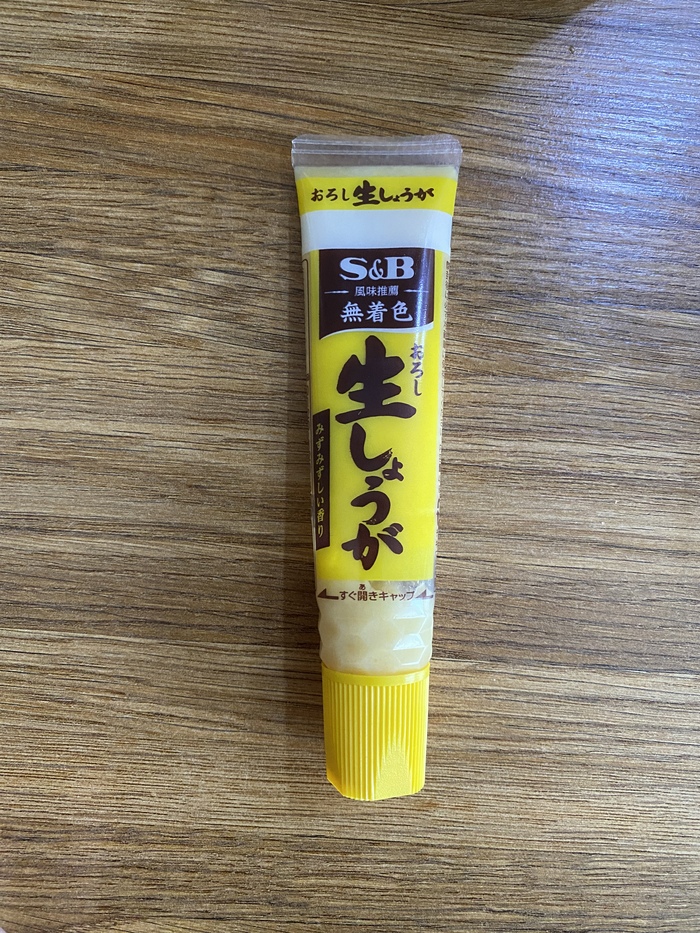 おろし生しょうが
S&B
風味推薦
無着色
おろし
生しょうが
みずみずしい香り
あ
すぐ開きキャップ